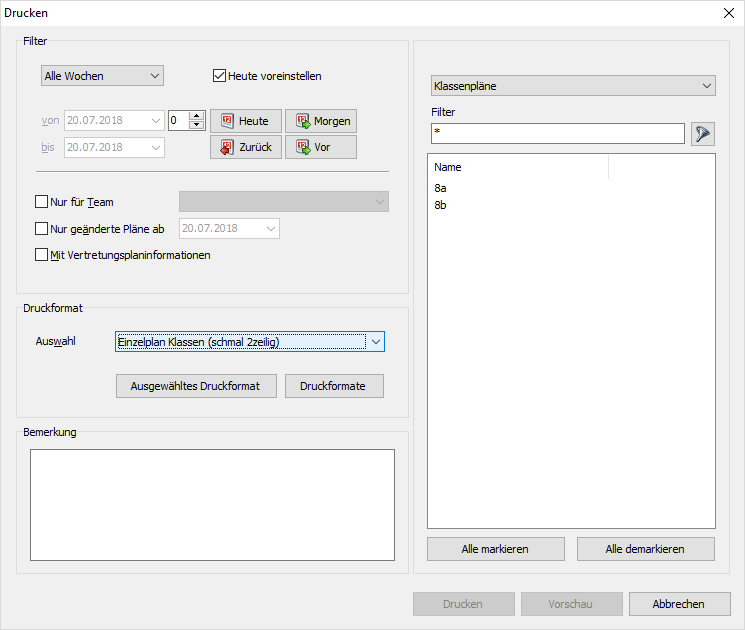 Drucken
Filter
Alle Wochen
Heute voreinstellen
von 20.07.2018 0 Heute Morgen
bis 20.07.2018 Zurück Vor
Nur für Team
Nur geänderte Pläne ab 20.07.2018
Mit Vertretungsplaninformationen
Druckformat
Auswahl Einzelplan Klassen (schmal 2zeilig)
Ausgewähltes Druckformat Druckformate
Bemerkung
Klassenpläne
Filter
*
Name
8a
8b
Alle markieren Alle demarkieren
Drucken Vorschau Abbrechen